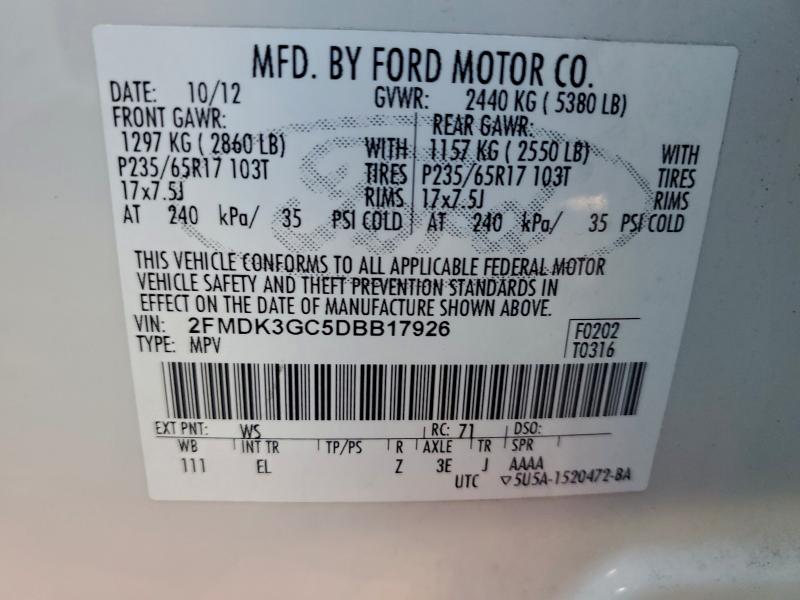 MFD. BY FORD MOTOR CO.
DATE: 10/12 GVWR: 2440 KG ( 5380 LB)
FRONT GAWR: REAR GAWR:
1297 KG ( 2860 LB) WITH 1157 KG ( 2550 LB) WITH
P235/65R17 103T TIRES P235/65R17 103T TIRES
17x7.5J RIMS 17x7.5J RIMS
AT 240 kPa/ 35 PSI COLD AT 240 kPa/ 35 PSI COLD
THIS VEHICLE CONFORMS TO ALL APPLICABLE FEDERAL MOTOR
VEHICLE SAFETY AND THEFT PREVENTION STANDARDS IN
EFFECT ON THE DATE OF MANUFACTURE SHOWN ABOVE.
VIN: 2FMDK3GC5DBB17926 F0202
TYPE: MPV T0316
EXT PNT: WS RC: 71 DSO:
WB INT TR TP/PS R AXLE TR SPR
111 EL Z 3E J AAAA
UTC ▽5U5A-1520472-BA